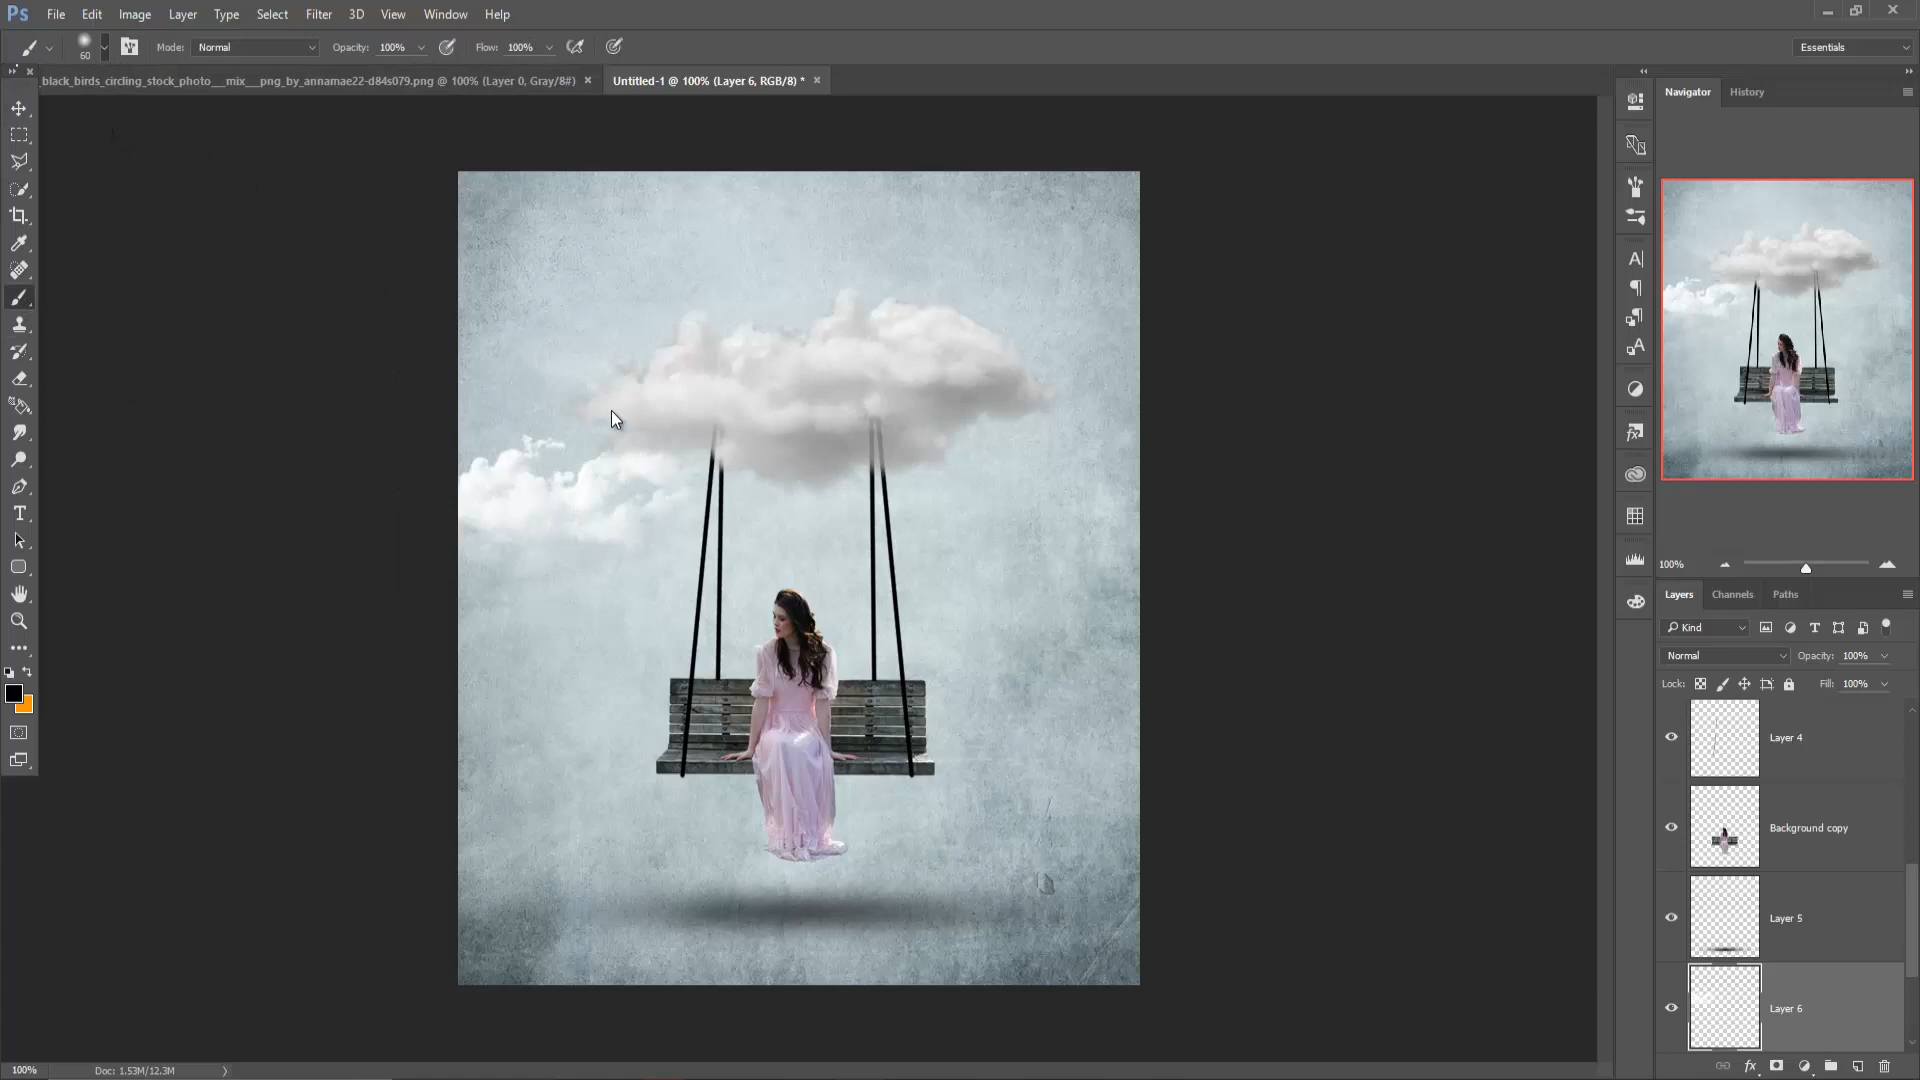 Ps File Edit Image Layer Type Select Filter 3D View Window Help
60 Mode: Normal Opacity: 100% Flow: 100% Essentials
_black_birds_circling_stock_photo___mix___png_by_annamae22-d84s079.png @ 100% (Layer 0, Gray/8#) Untitled-1 @ 100% (Layer 6, RGB/8) *
Navigator History
100%
Layers Channels Paths
Kind
Normal Opacity: 100%
Lock: Fill: 100%
Layer 4
Background copy
Layer 5
Layer 6
100% Doc: 1.53M/12.3M